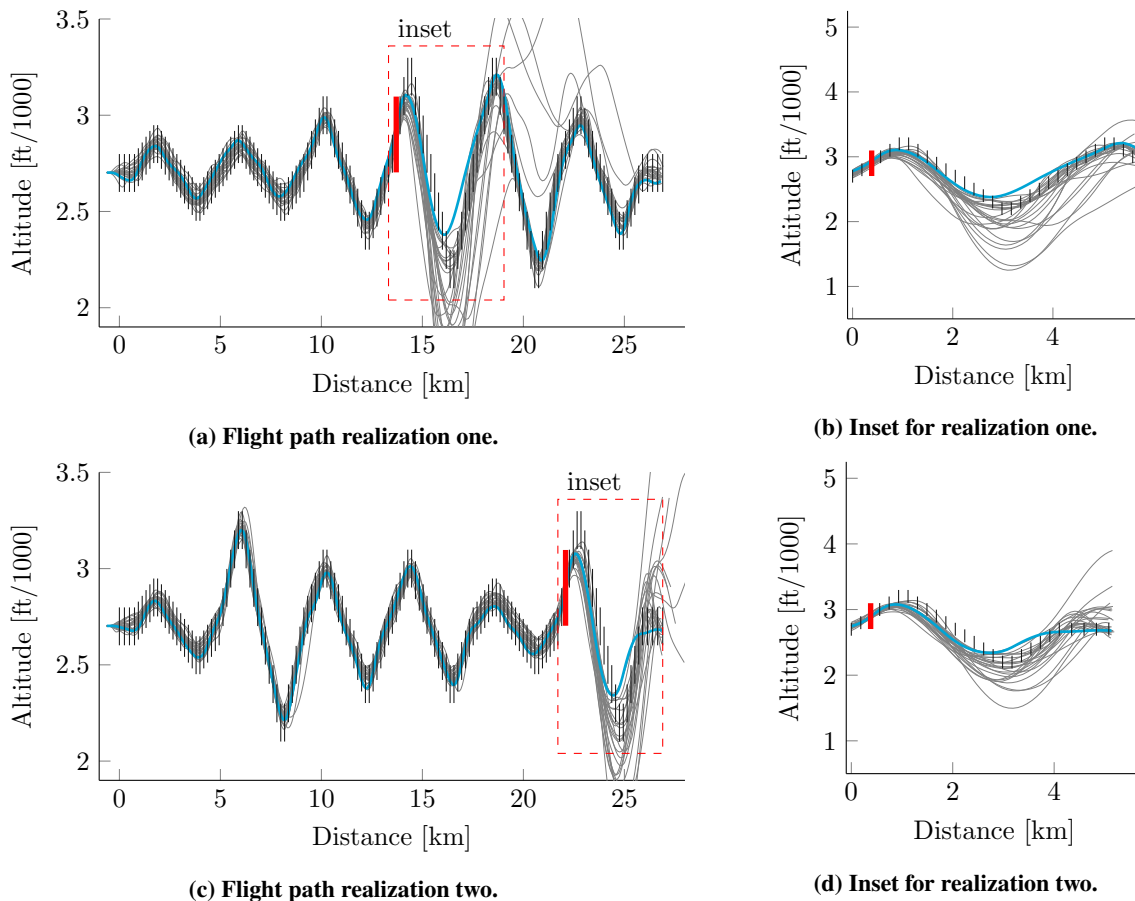 3.5
3
2.5
2
Altitude [ft/1000]
inset
0 5 10 15 20 25
Distance [km]
(a) Flight path realization one.
5
4
3
2
1
Altitude [ft/1000]
0 2 4
Distance [km]
(b) Inset for realization one.
3.5
3
2.5
2
Altitude [ft/1000]
inset
0 5 10 15 20 25
Distance [km]
(c) Flight path realization two.
5
4
3
2
1
Altitude [ft/1000]
0 2 4
Distance [km]
(d) Inset for realization two.